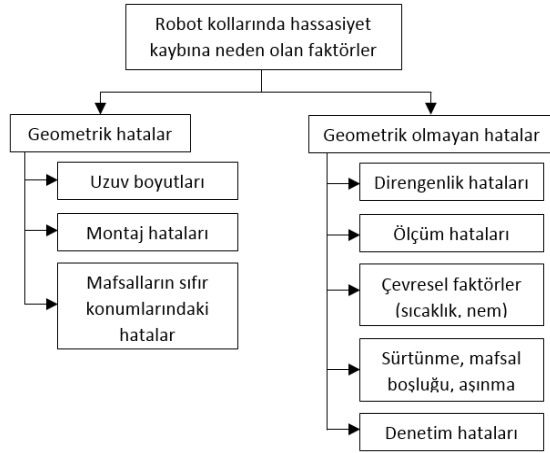 Robot kollarında hassasiyet
kaybına neden olan faktörler
Geometrik hatalar
Uzuv boyutları
Montaj hataları
Mafsalların sıfır
konumlarındaki
hatalar
Geometrik olmayan hatalar
Direngenlik hataları
Ölçüm hataları
Çevresel faktörler
(sıcaklık, nem)
Sürtünme, mafsal
boşluğu, aşınma
Denetim hataları